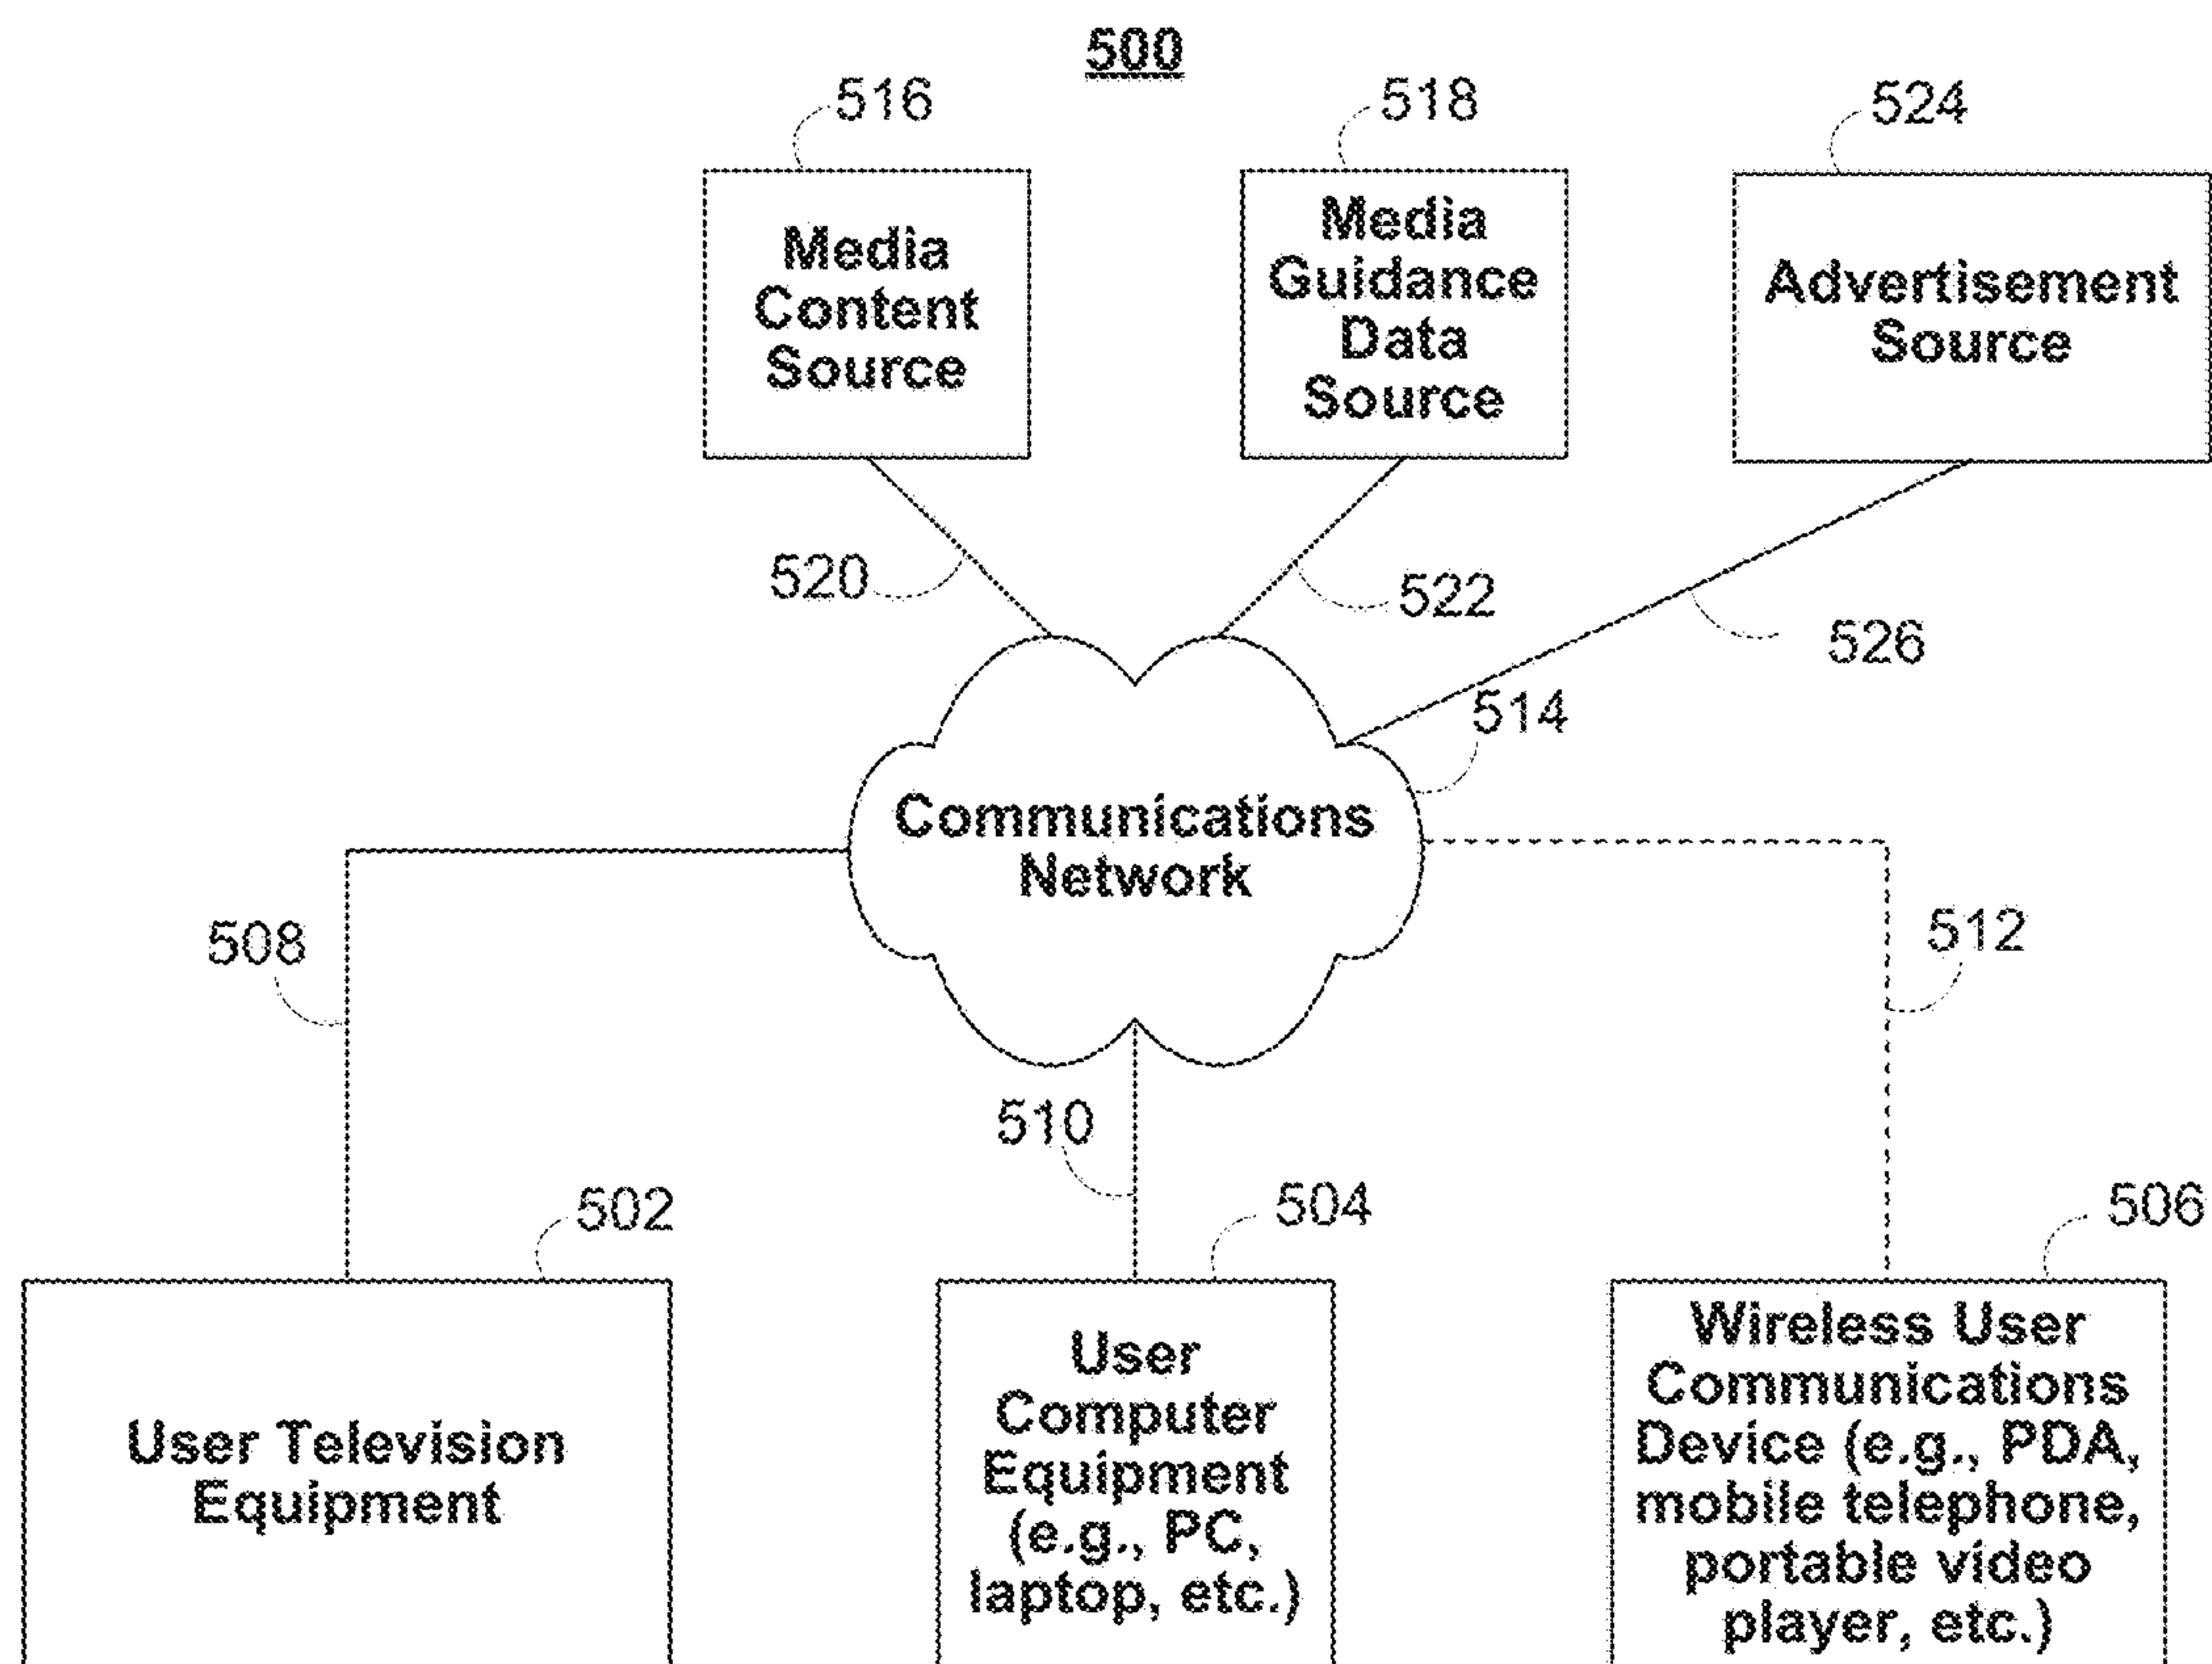 500
516
518
524
Media
Content
Source
Media
Guidance
Data
Source
Advertisement
Source
520
522
526
514
Communications
Network
508
512
510
502
504
506
User Television
Equipment
User
Computer
Equipment
(e.g., PC,
laptop, etc.)
Wireless User
Communications
Device (e.g., PDA,
mobile telephone,
portable video
player, etc.)